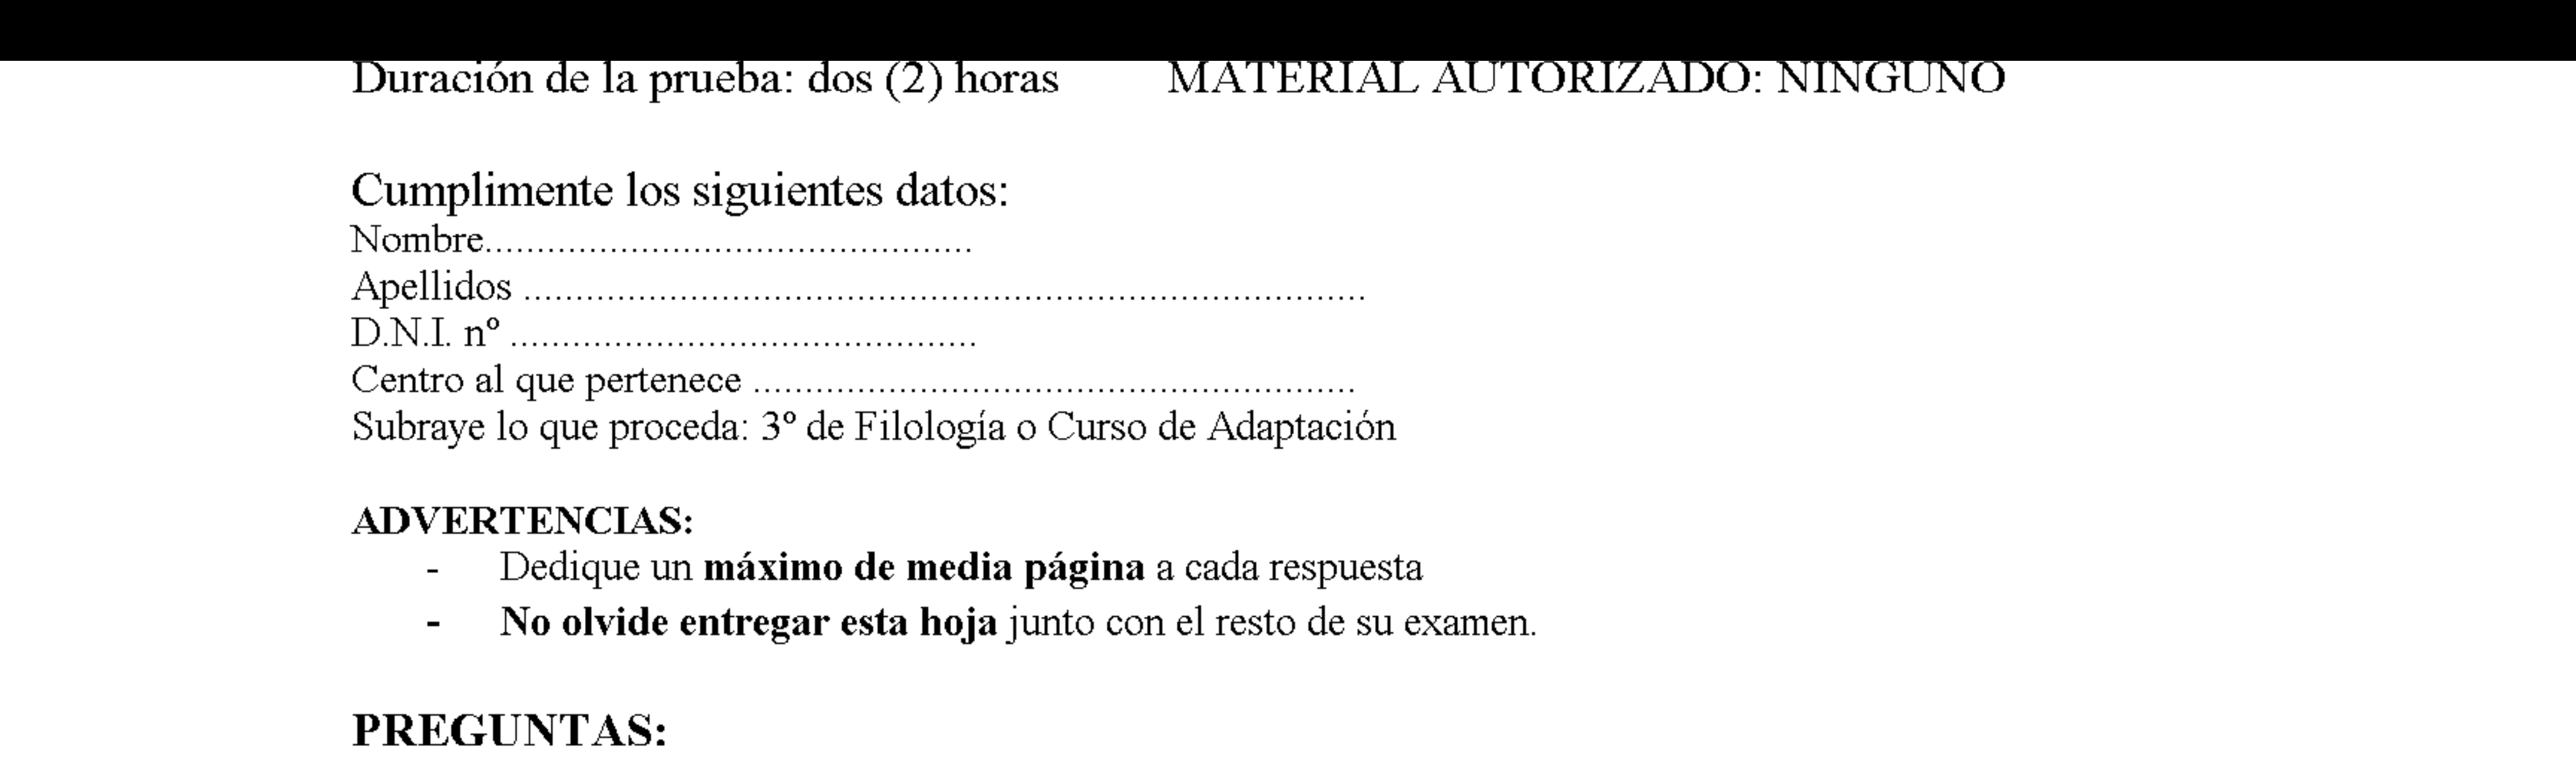 Duración de la prueba: dos (2) horas MATERIAL AUTORIZADO: NINGUNO
Cumplimente los siguientes datos:
Nombre...............................................
Apellidos .................................................................................
D.N.I. nº .............................................
Centro al que pertenece ..........................................................
Subraye lo que proceda: 3º de Filología o Curso de Adaptación
ADVERTENCIAS:
- Dedique un máximo de media página a cada respuesta
- No olvide entregar esta hoja junto con el resto de su examen.
PREGUNTAS: